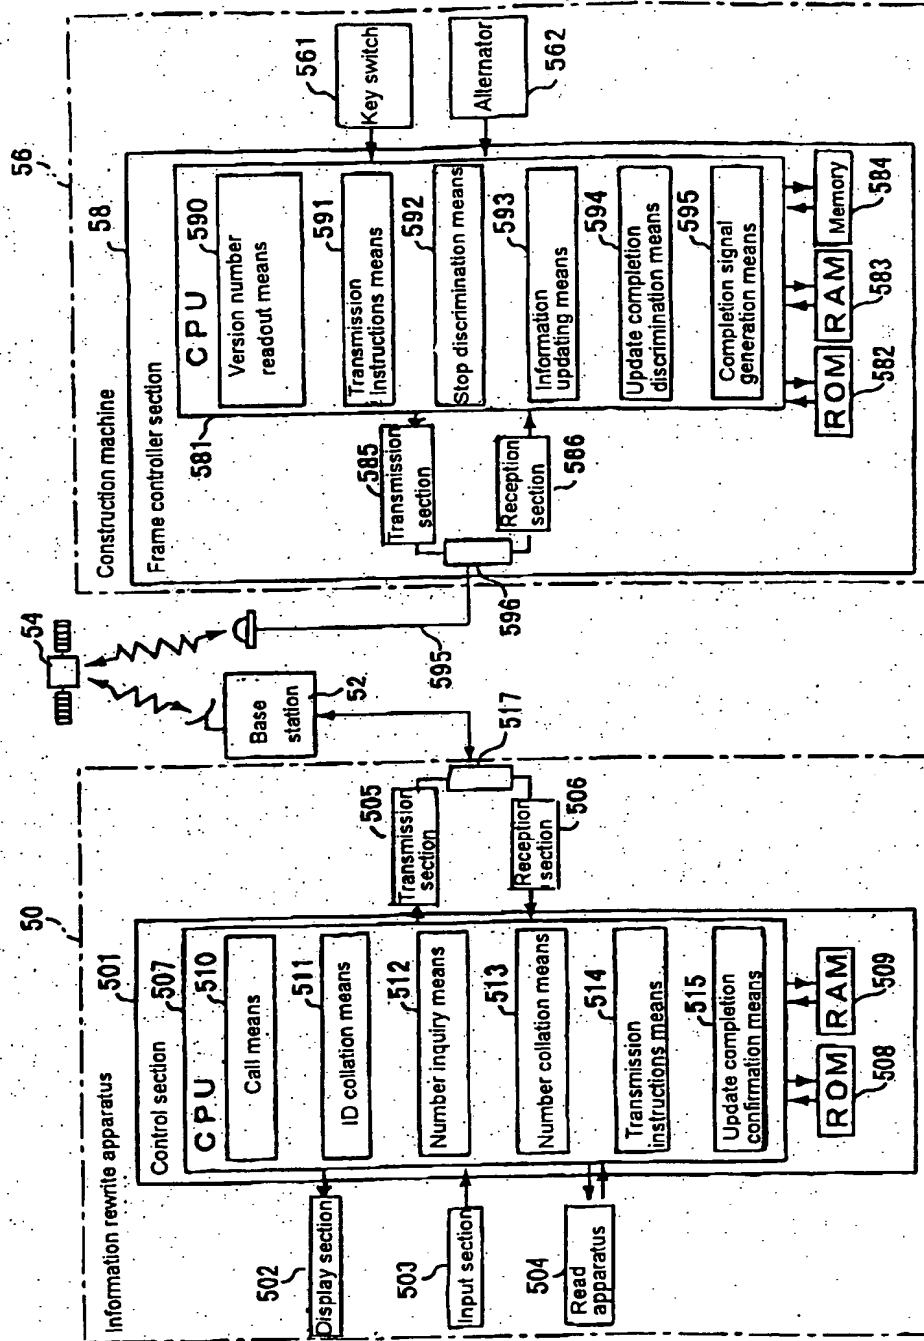 50
Information rewrite apparatus
501
Control section
507
CPU
510
Call means
511
ID collation means
512
Number inquiry means
513
Number collation means
514
Transmission
instructions means
515
Update completion
confirmation means
ROM
508
RAM
509
502
Display section
503
Input section
504
Read
apparatus
505
Transmission
section
506
Reception
section
517
52
Base
station
54
595
596
56
Construction machine
58
Frame controller section
581
CPU
590
Version number
readout means
591
Transmission
Instructions means
592
Stop discrimination means
593
Information
updating means
594
Update completion
discrimination means
595
Completion signal
generation means
585
Transmission
section
586
Reception
section
ROM
582
RAM
583
Memory
584
561
Key switch
562
Alternator